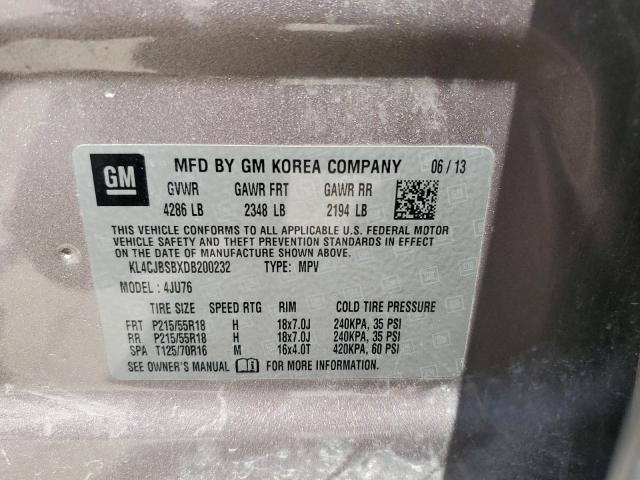 GM
MFD BY GM KOREA COMPANY 06 / 13
GVWR GAWR FRT GAWR RR
4286 LB 2348 LB 2194 LB
THIS VEHICLE CONFORMS TO ALL APPLICABLE U.S. FEDERAL MOTOR
VEHICLE SAFETY AND THEFT PREVENTION STANDARDS IN EFFECT
ON THE DATE OF MANUFACTURE SHOWN ABOVE.
KL4CJBSBXDB200232 TYPE: MPV
MODEL : 4JU76
TIRE SIZE SPEED RTG RIM COLD TIRE PRESSURE
FRT P215/55R18 H 18x7.0J 240KPA, 35 PSI
RR P215/55R18 H 18x7.0J 240KPA, 35 PSI
SPA T125/70R16 M 16x4.0T 420KPA, 60 PSI
SEE OWNER'S MANUAL FOR MORE INFORMATION.